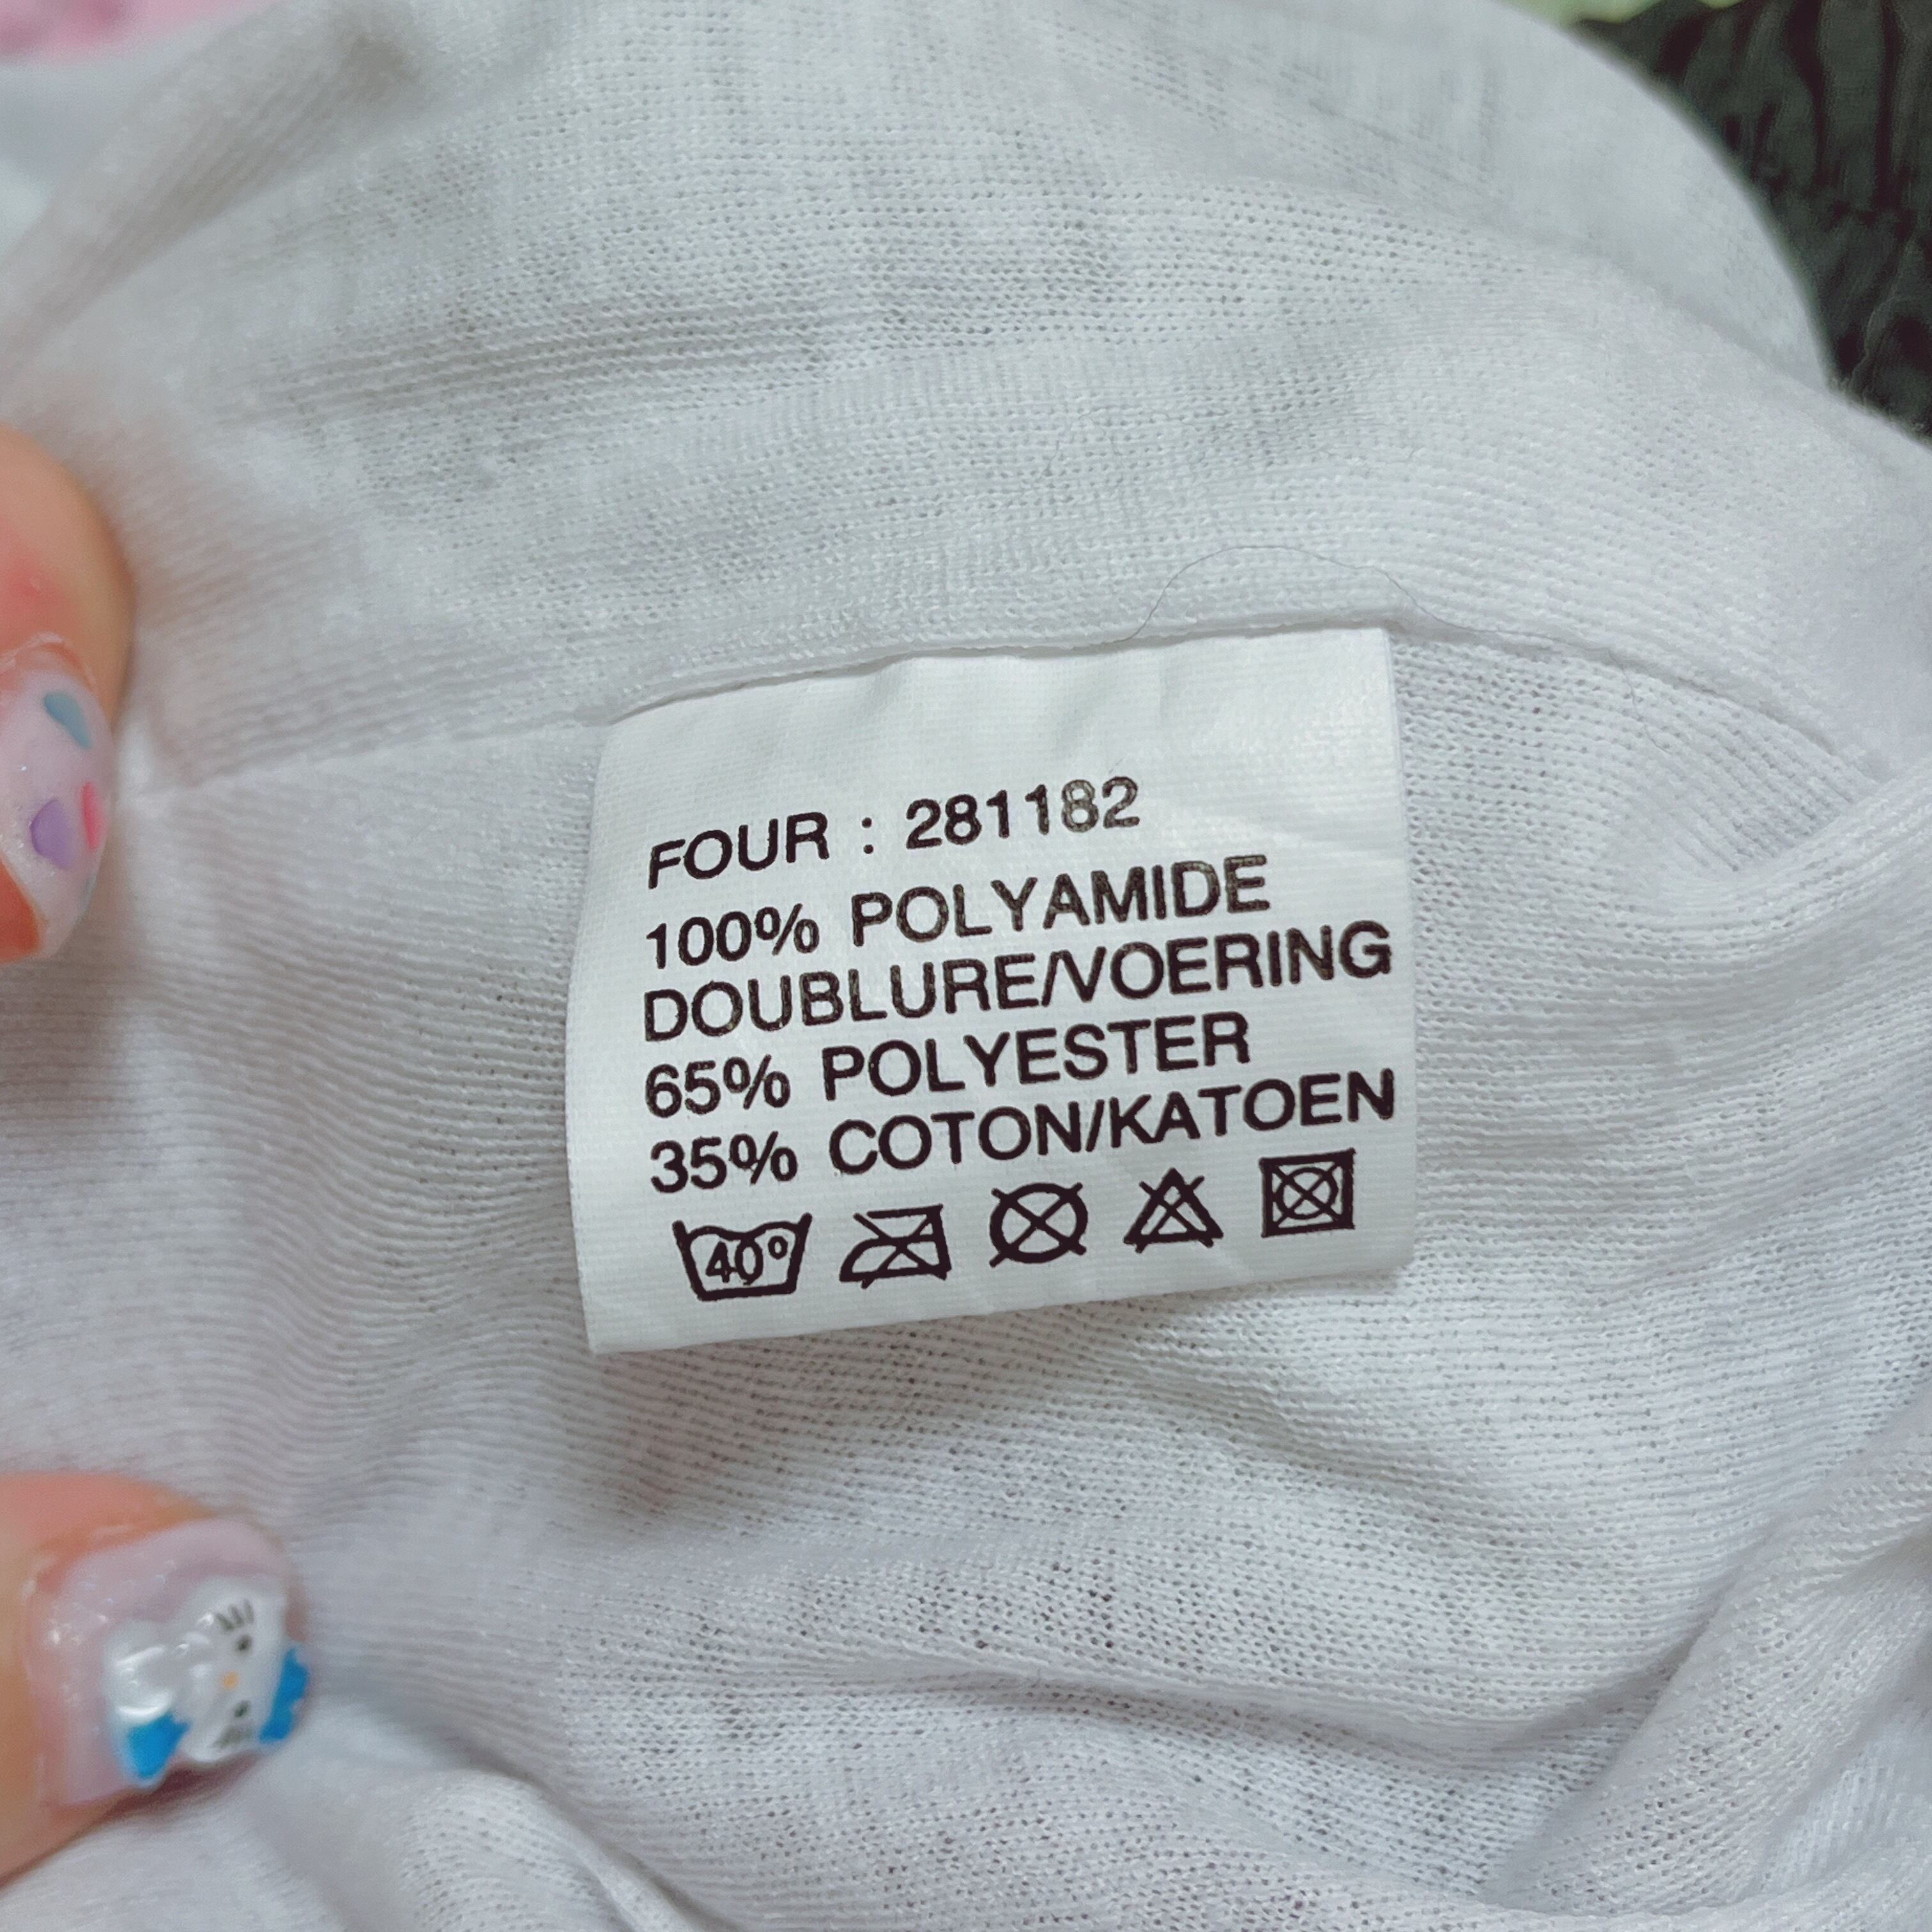 FOUR : 281182
100% POLYAMIDE
DOUBLURE/VOERING
65% POLYESTER
35% COTON/KATOEN
40°